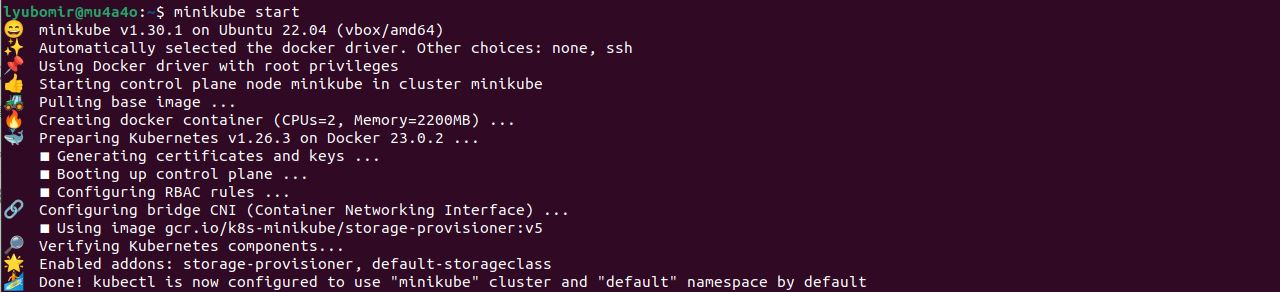 lyubomir@mu4a4o:~$ minikube start
😄 minikube v1.30.1 on Ubuntu 22.04 (vbox/amd64)
✨ Automatically selected the docker driver. Other choices: none, ssh
📌 Using Docker driver with root privileges
👍 Starting control plane node minikube in cluster minikube
🚜 Pulling base image ...
🔥 Creating docker container (CPUs=2, Memory=2200MB) ...
🐳 Preparing Kubernetes v1.26.3 on Docker 23.0.2 ...
▪ Generating certificates and keys ...
▪ Booting up control plane ...
▪ Configuring RBAC rules ...
🔗 Configuring bridge CNI (Container Networking Interface) ...
▪ Using image gcr.io/k8s-minikube/storage-provisioner:v5
🔎 Verifying Kubernetes components...
🌟 Enabled addons: storage-provisioner, default-storageclass
🏄 Done! kubectl is now configured to use "minikube" cluster and "default" namespace by default